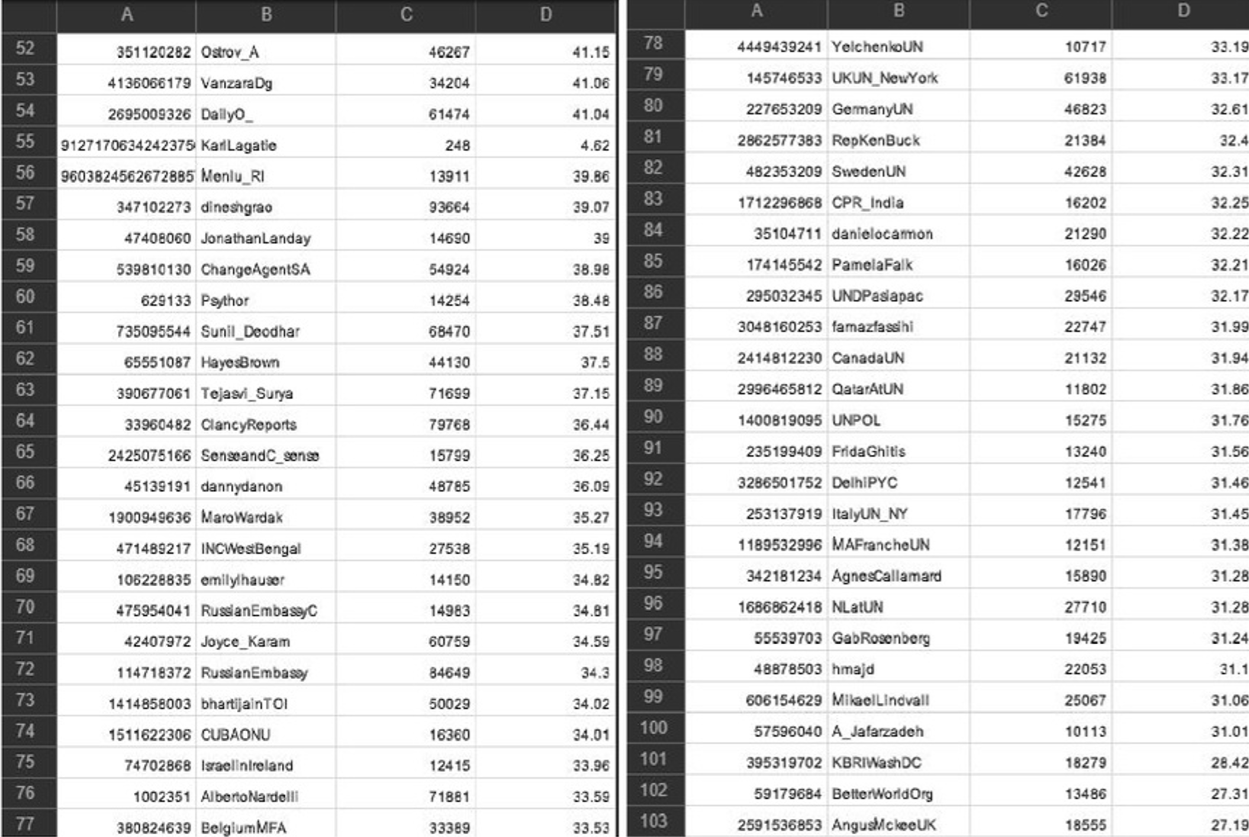 A B C D
52 351120282 Ostrov_A 46267 41.15
53 4136066179 VanzaraDg 34204 41.06
54 2695009326 DailyO_ 61474 41.04
55 9127170634242375 KarlLagatie 248 4.62
56 9603824562672885 Menlu_RI 13911 39.86
57 347102273 dineshgrao 93664 39.07
58 47408060 JonathanLanday 14690 39
59 539810130 ChangeAgentSA 54924 38.98
60 629133 Psythor 14254 38.48
61 735095544 Sunil_Deodhar 68470 37.51
62 65551087 HayesBrown 44130 37.5
63 390677061 Tejasvi_Surya 71699 37.15
64 33960482 ClancyReports 79768 36.44
65 2425075166 SenseandC_sense 15799 36.25
66 45139191 dannydanon 48785 36.09
67 1900949636 MaroWardak 38952 35.27
68 471489217 INCWestBengal 27538 35.19
69 106228835 emilylhauser 14150 34.82
70 475954041 RussianEmbassyC 14983 34.81
71 42407972 Joyce_Karam 60759 34.59
72 114718372 RussianEmbassy 84649 34.3
73 1414858003 bhartijainTOI 50029 34.02
74 1511622306 CUBAONU 16360 34.01
75 74702868 IsraelinIreland 12415 33.96
76 1002351 AlbertoNardelli 71881 33.59
77 380824639 BelgiumMFA 33389 33.53
A B C D
78 4449439241 YelchenkoUN 10717 33.19
79 145746533 UKUN_NewYork 61938 33.17
80 227653209 GermanyUN 46823 32.61
81 2862577383 RepKenBuck 21384 32.4
82 482353209 SwedenUN 42628 32.31
83 1712296868 CPR_India 16202 32.25
84 35104711 danielocarmon 21290 32.22
85 174145542 PamelaFalk 16026 32.21
86 295032345 UNDPasiapac 29546 32.17
87 3048160253 farnazfassihi 22747 31.99
88 2414812230 CanadaUN 21132 31.94
89 2996465812 QatarAtUN 11802 31.86
90 1400819095 UNPOL 15275 31.76
91 235199409 FridaGhitis 13240 31.56
92 3286501752 DelhiPYC 12541 31.46
93 253137919 ItalyUN_NY 17796 31.45
94 1189532996 MAFrancheUN 12151 31.38
95 342181234 AgnesCallamard 15890 31.28
96 1686862418 NLatUN 27710 31.28
97 55539703 GabRosenberg 19425 31.24
98 48878503 hmajd 22053 31.1
99 606154629 MikaelLindvall 25067 31.06
100 57596040 A_Jafarzadeh 10113 31.01
101 395319702 KBRIWashDC 18279 28.42
102 59179684 BetterWorldOrg 13486 27.31
103 2591536853 AngusMckeeUK 18555 27.19